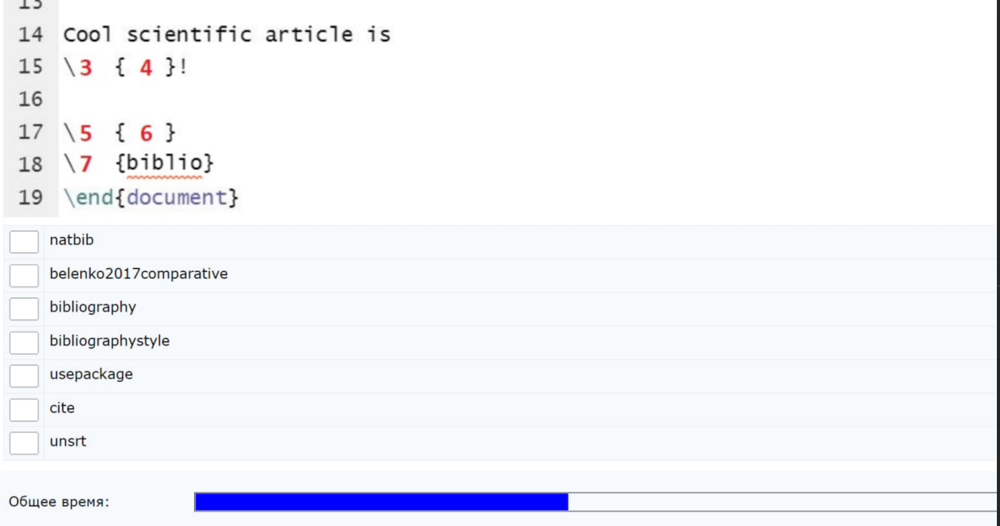 13
14 Cool scientific article is
15 \3 { 4 }!
16
17 \5 { 6 }
18 \7 {biblio}
19 \end{document}
natbib
belenko2017comparative
bibliography
bibliographystyle
usepackage
cite
unsrt
Общее время: